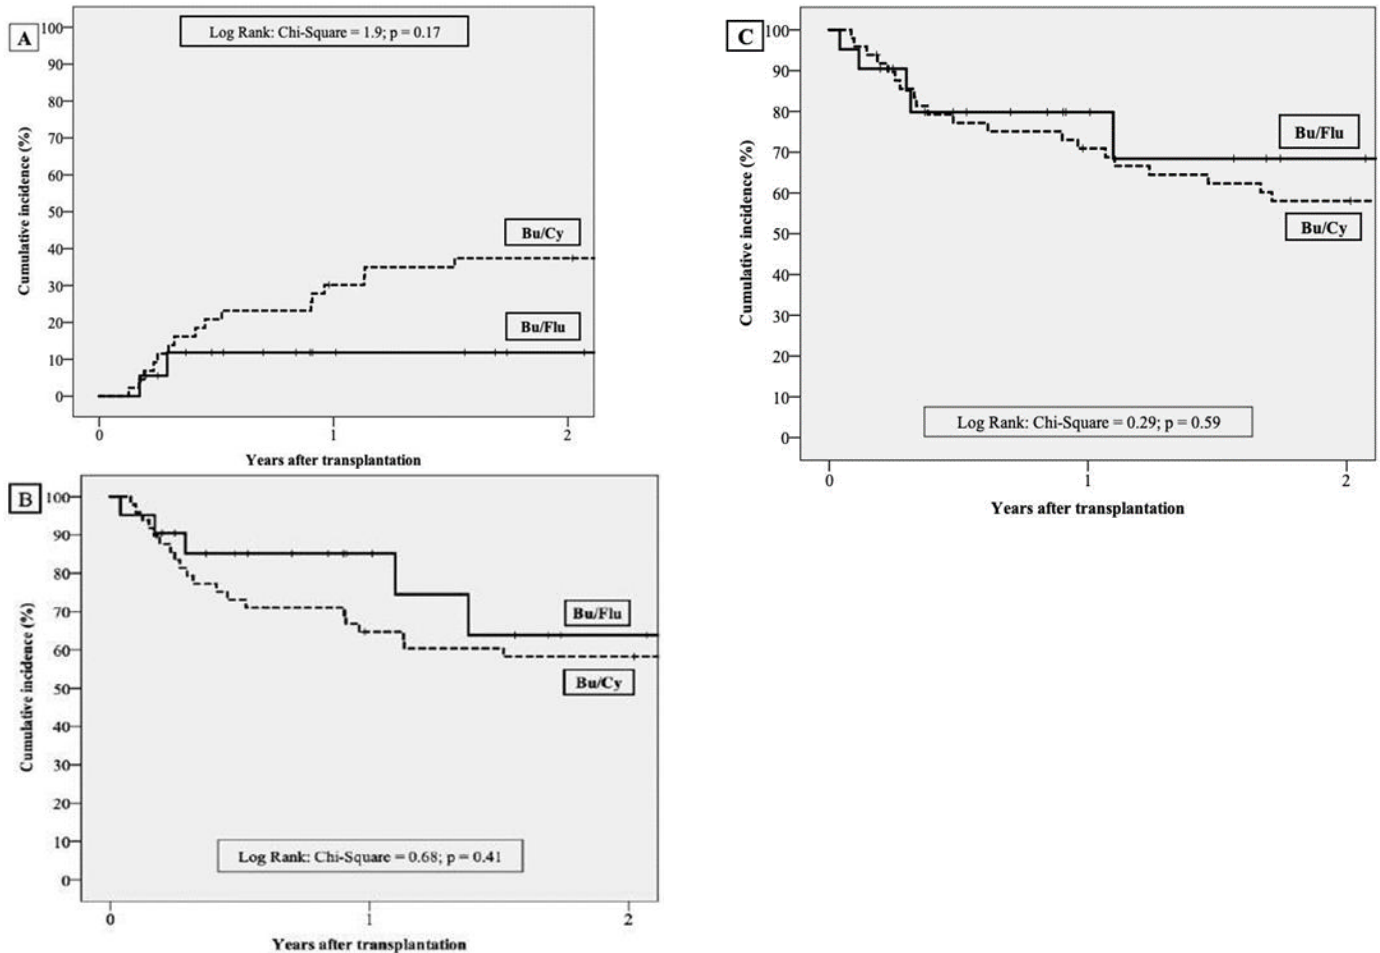 A
Log Rank: Chi-Square = 1.9; p = 0.17
100
90
80
70
60
50
40
30
20
10
0
Cumulative incidence (%)
Bu/Cy
Bu/Flu
0
1
2
Years after transplantation
B
100
90
80
70
60
50
40
30
20
10
0
Cumulative incidence (%)
Bu/Flu
Bu/Cy
Log Rank: Chi-Square = 0.68; p = 0.41
0
1
2
Years after transplantation
C
100
90
80
70
60
50
40
30
20
10
0
Cumulative incidence (%)
Bu/Flu
Bu/Cy
Log Rank: Chi-Square = 0.29; p = 0.59
0
1
2
Years after transplantation